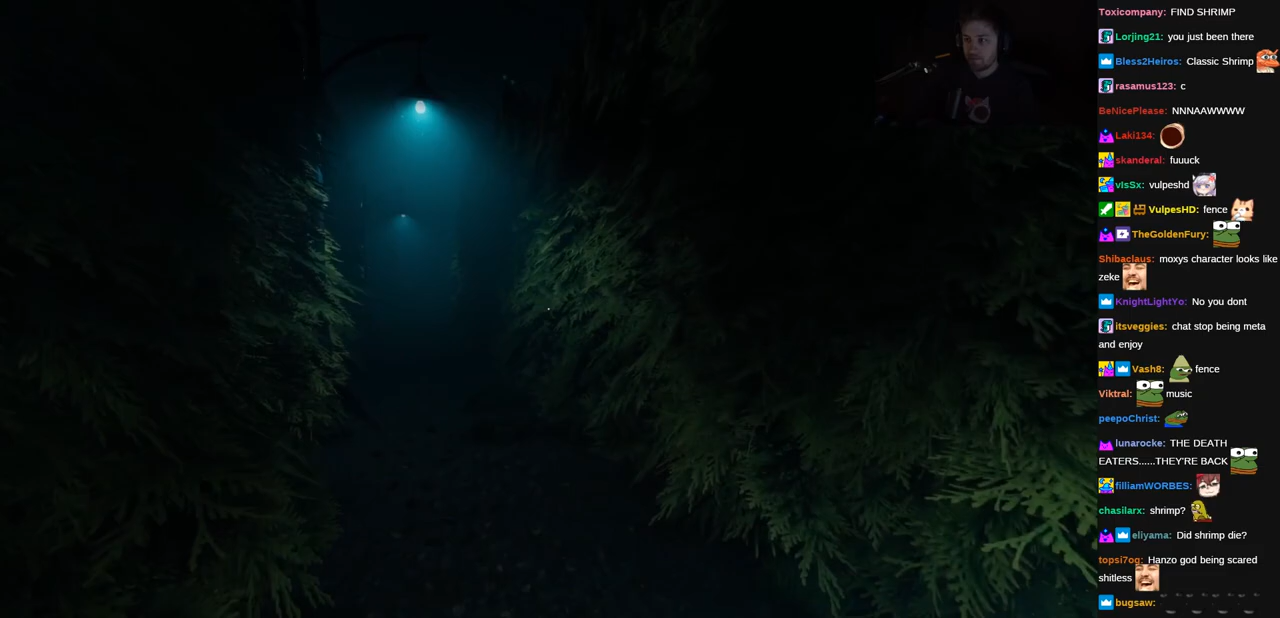 Toxicompany: FIND SHRIMP
Lorjing21: you just been there
Bless2Heiros: Classic Shrimp
rasamus123: c
BeNicePlease: NNNAAWWWW
Laki134:
skanderal: fuuuck
vIsSx: vulpeshd
VulpesHD: fence
TheGoldenFury:
Shibaclaus: moxys character looks like
zeke
KnightLightYo: No you dont
itsveggies: chat stop being meta
and enjoy
Vash8: fence
Viktral: music
peepoChrist:
lunarocke: THE DEATH
EATERS......THEY'RE BACK
filliamWORBES:
chasilarx: shrimp?
eliyama: Did shrimp die?
topsi7og: Hanzo god being scared
shitless
bugsaw: